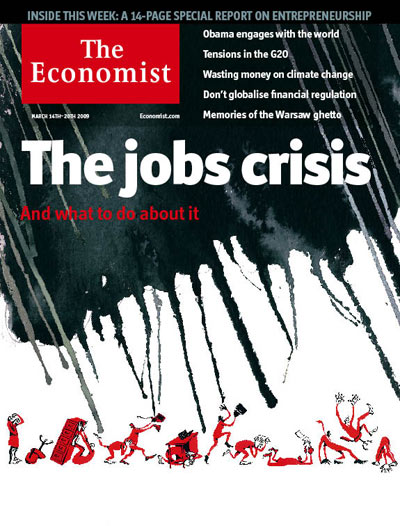 INSIDE THIS WEEK: A 14-PAGE SPECIAL REPORT ON ENTREPRENEURSHIP
The
Economist
MARCH 14TH–20TH 2009
Economist.com
Obama engages with the world
Tensions in the G20
Wasting money on climate change
Don't globalise financial regulation
Memories of the Warsaw ghetto
The jobs crisis
And what to do about it